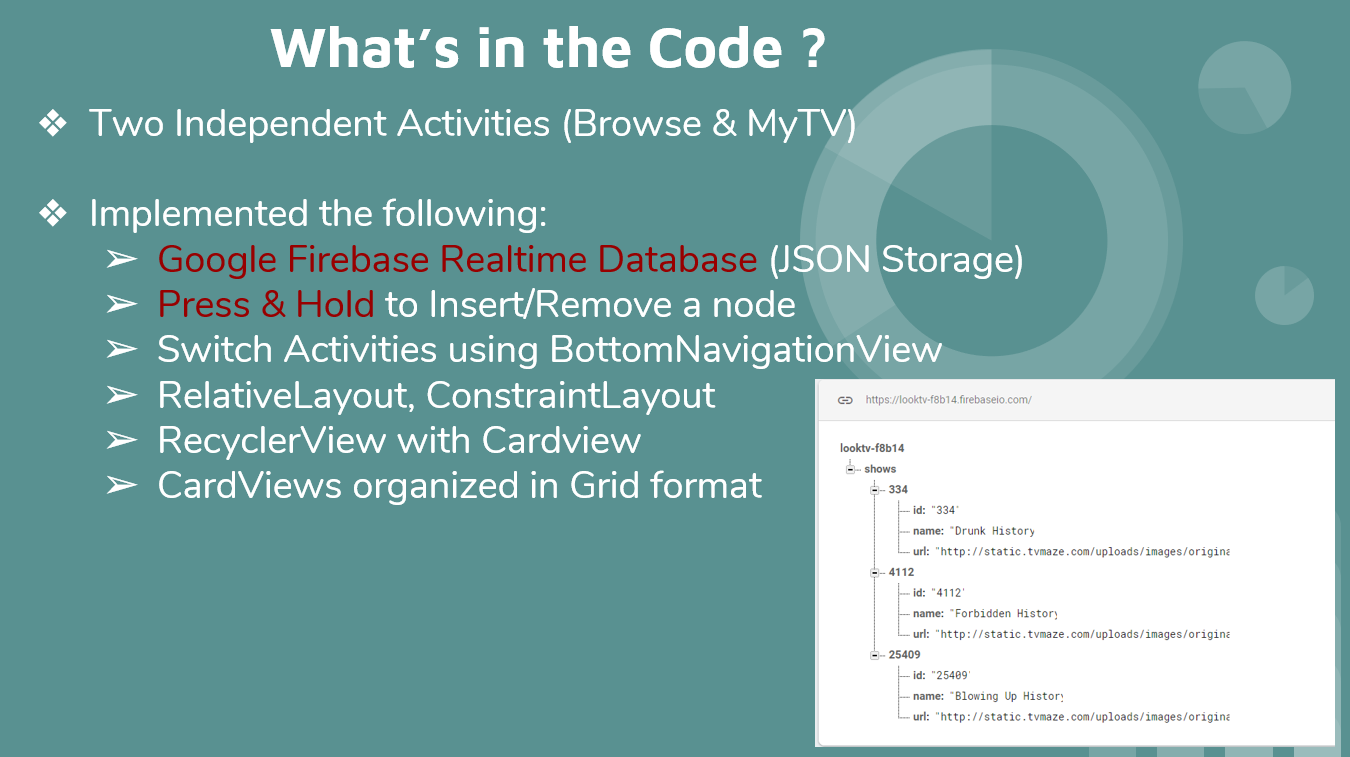 What’s in the Code ?
❖ Two Independent Activities (Browse & MyTV)
❖ Implemented the following:
➢ Google Firebase Realtime Database (JSON Storage)
➢ Press & Hold to Insert/Remove a node
➢ Switch Activities using BottomNavigationView
➢ RelativeLayout, ConstraintLayout
➢ RecyclerView with Cardview
➢ CardViews organized in Grid format
https://looktv-f8b14.firebaseio.com/
looktv-f8b14
shows
334
id: "334"
name: "Drunk History
url: "http://static.tvmaze.com/uploads/images/origina
4112
id: "4112"
name: "Forbidden History
url: "http://static.tvmaze.com/uploads/images/origina
25409
id: "25409"
name: "Blowing Up History
url: "http://static.tvmaze.com/uploads/images/origina